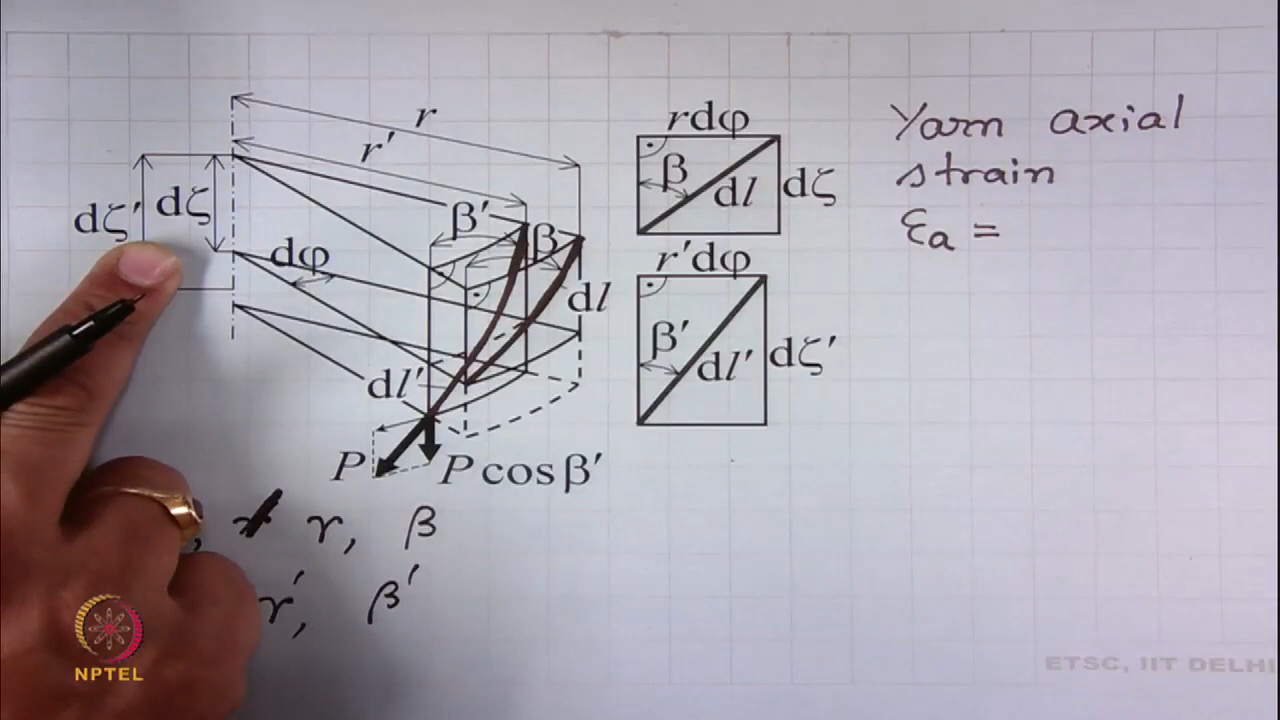 r
r′
dζ′ dζ
β′ β
dφ
dl
dl′
P P cos β′
rdφ
β dl dζ
r′dφ
β′ dl′ dζ′
Yarn axial
strain
εa =
, r, β
r′, β′
NPTEL
ETSC, IIT DELHI